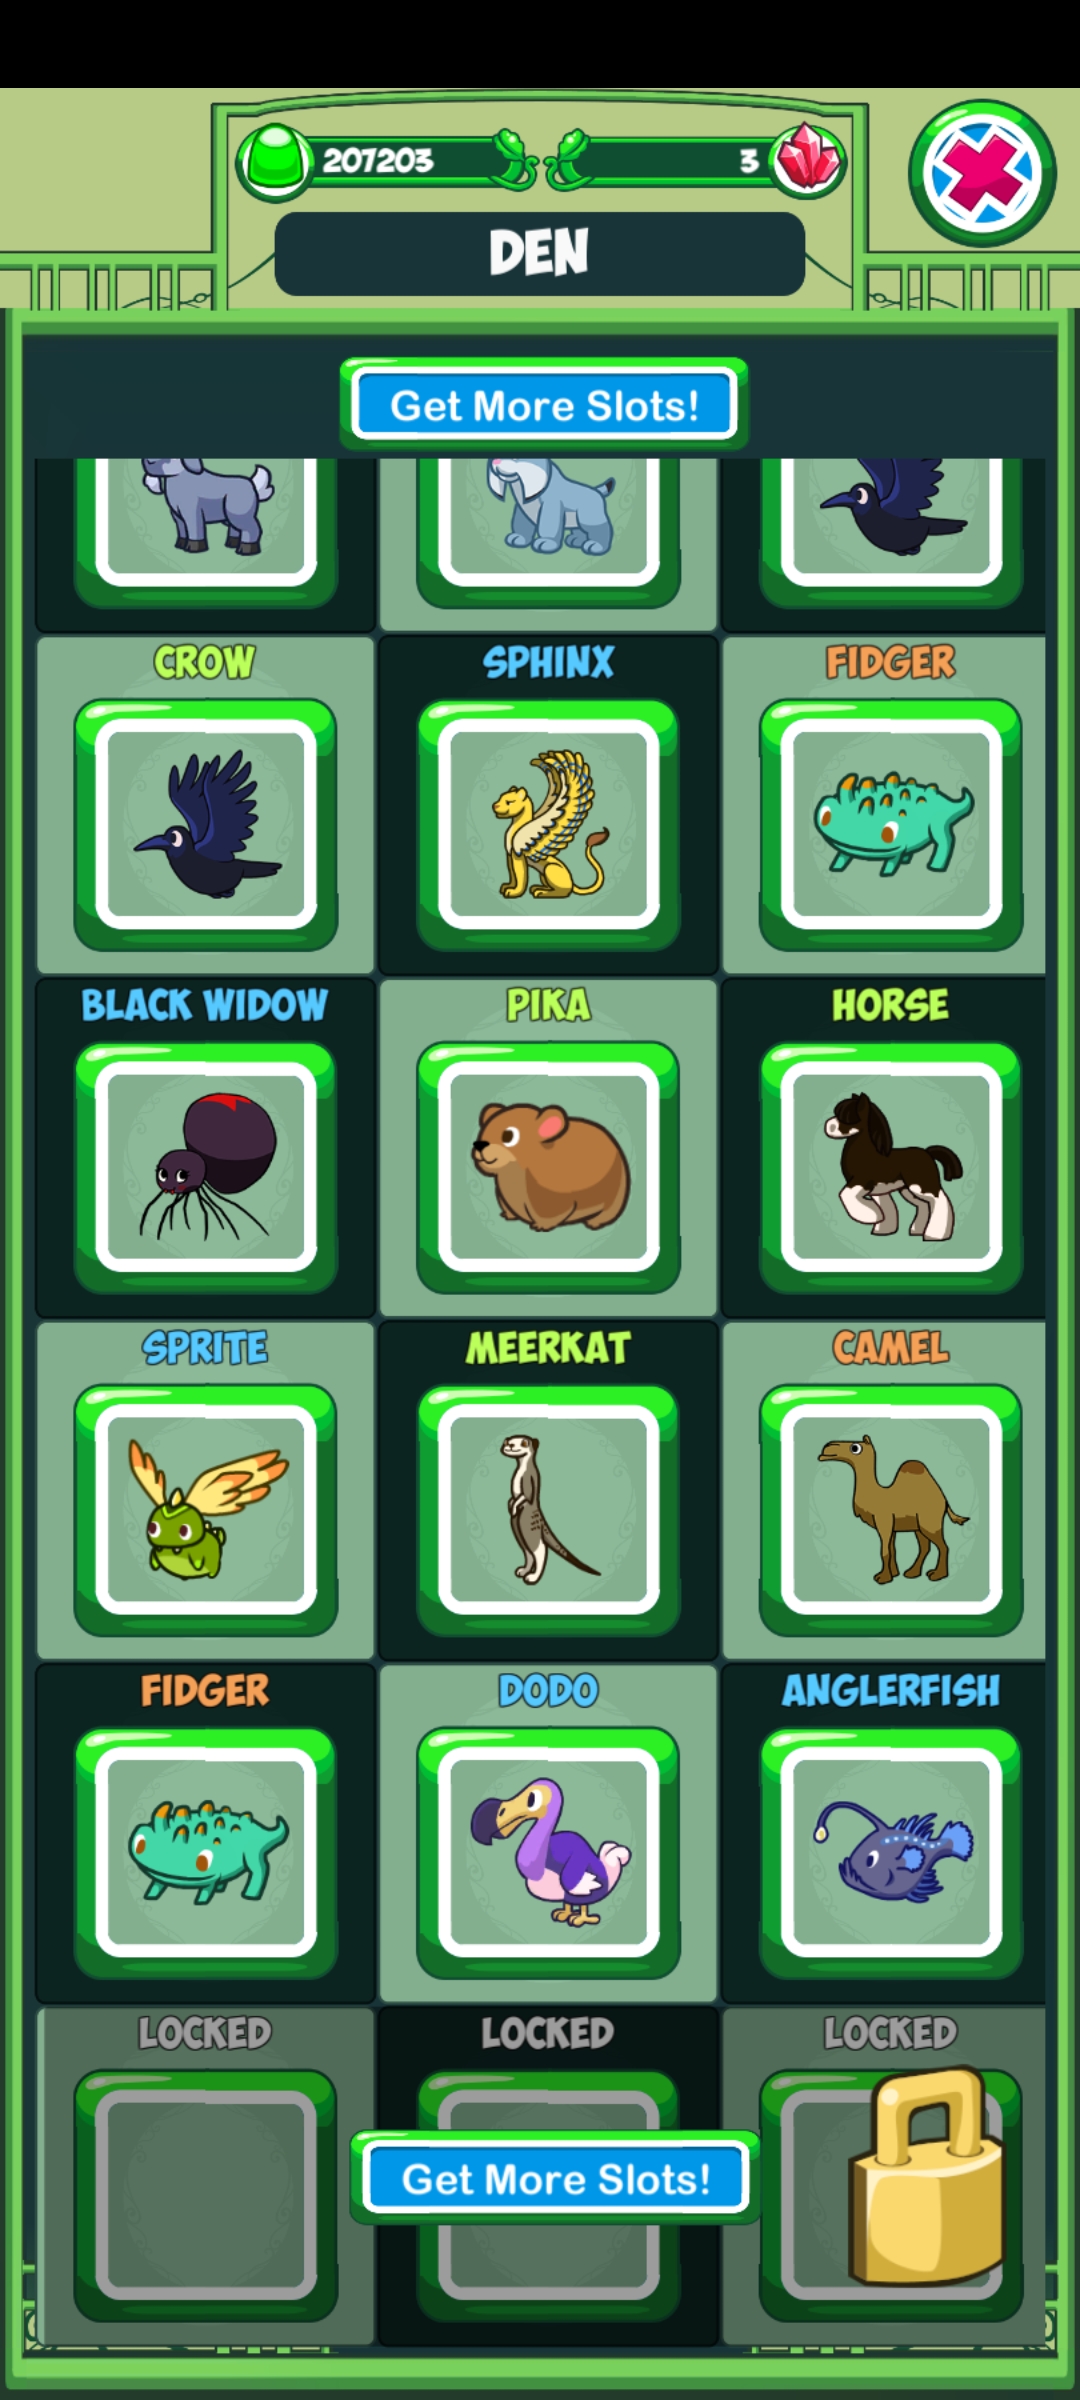 207203
3
DEN
Get More Slots!
CROW
SPHINX
FIDGER
BLACK WIDOW
PIKA
HORSE
SPRITE
MEERKAT
CAMEL
FIDGER
DODO
ANGLERFISH
LOCKED
LOCKED
LOCKED
Get More Slots!